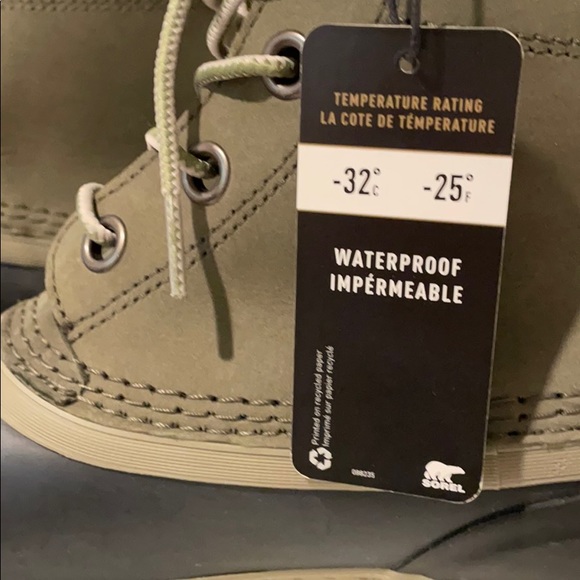 TEMPERATURE RATING
LA COTE DE TÉMPERATURE
-32°C -25°F
WATERPROOF
IMPÉRMEABLE
Printed on recycled paper
Imprimé sur papier recyclé
088235
SOREL